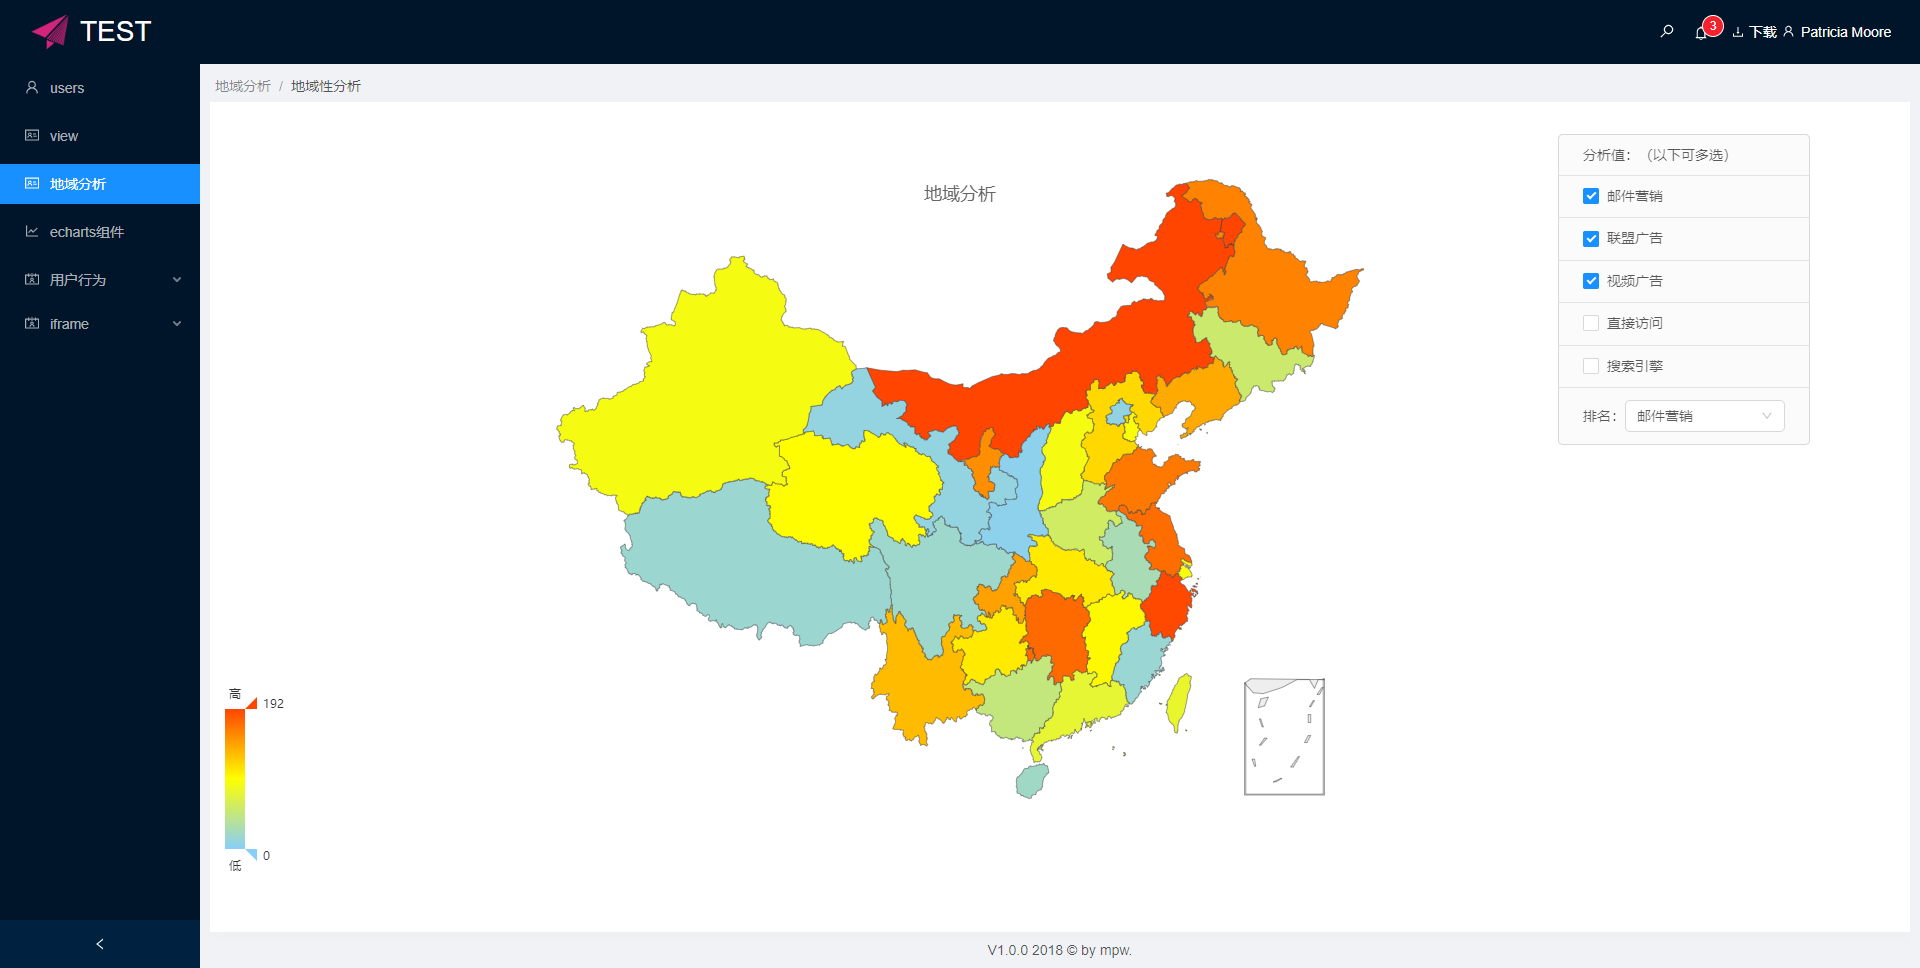 TEST
3
下载
Patricia Moore
users
view
地域分析
echarts组件
用户行为
iframe
地域分析 / 地域性分析
地域分析
分析值：（以下可多选）
邮件营销
联盟广告
视频广告
直接访问
搜索引擎
排名： 邮件营销
高
192
0
低
V1.0.0 2018 © by mpw.